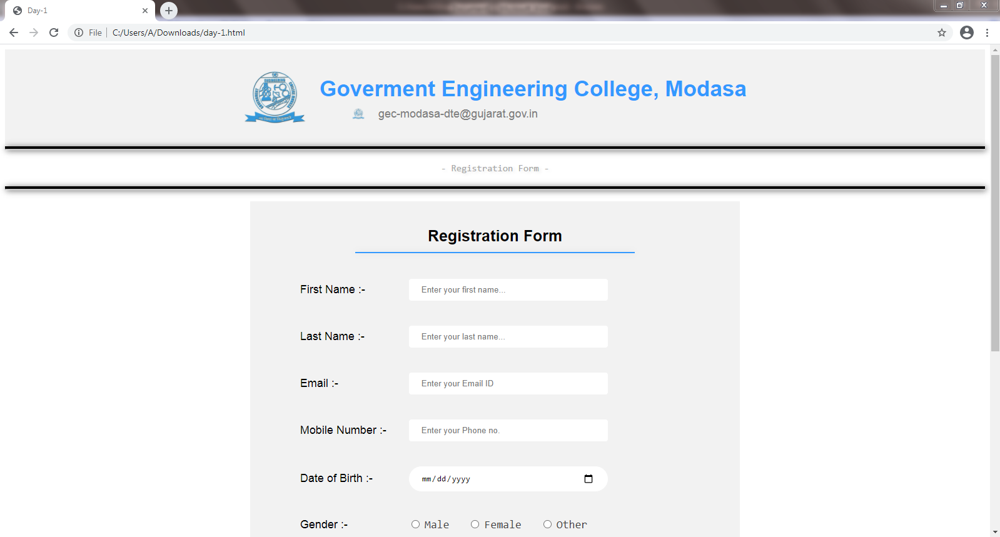 Day-1
File
C:/Users/A/Downloads/day-1.html
ENGINEERING
Goverment Engineering College, Modasa
gec-modasa-dte@gujarat.gov.in
- Registration Form -
Registration Form
First Name :-
Enter your first name...
Last Name :-
Enter your last name...
Email :-
Enter your Email ID
Mobile Number :-
Enter your Phone no.
Date of Birth :-
mm/dd/yyyy
Gender :-
Male
Female
Other